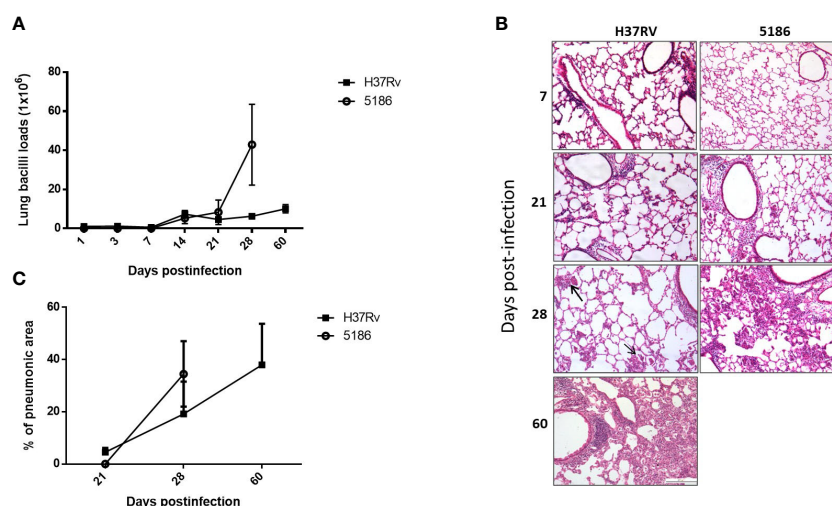 A
80
60
40
20
0
Lung bacilli loads (1x10⁶)
1 3 7 14 21 28 60
Days postinfection
H37Rv
5186
C
60
40
20
0
% of pneumonic area
21 28 60
Days postinfection
H37Rv
5186
B
H37RV 5186
Days post-infection
7
21
28
60